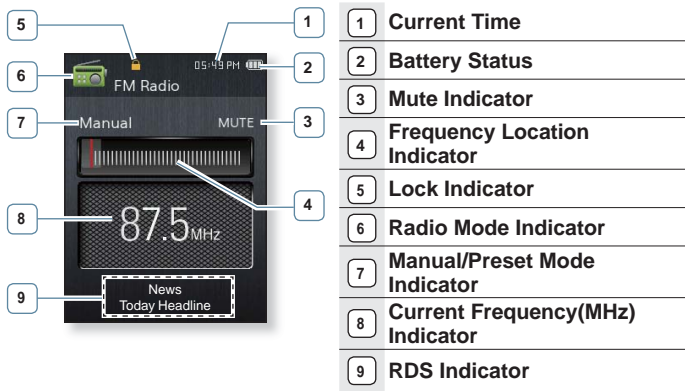 5
1
05:49 PM
2
6
FM Radio
7
Manual
MUTE
3
4
8
87.5MHz
9
News
Today Headline
1 Current Time
2 Battery Status
3 Mute Indicator
4 Frequency Location
Indicator
5 Lock Indicator
6 Radio Mode Indicator
7 Manual/Preset Mode
Indicator
8 Current Frequency(MHz)
Indicator
9 RDS Indicator